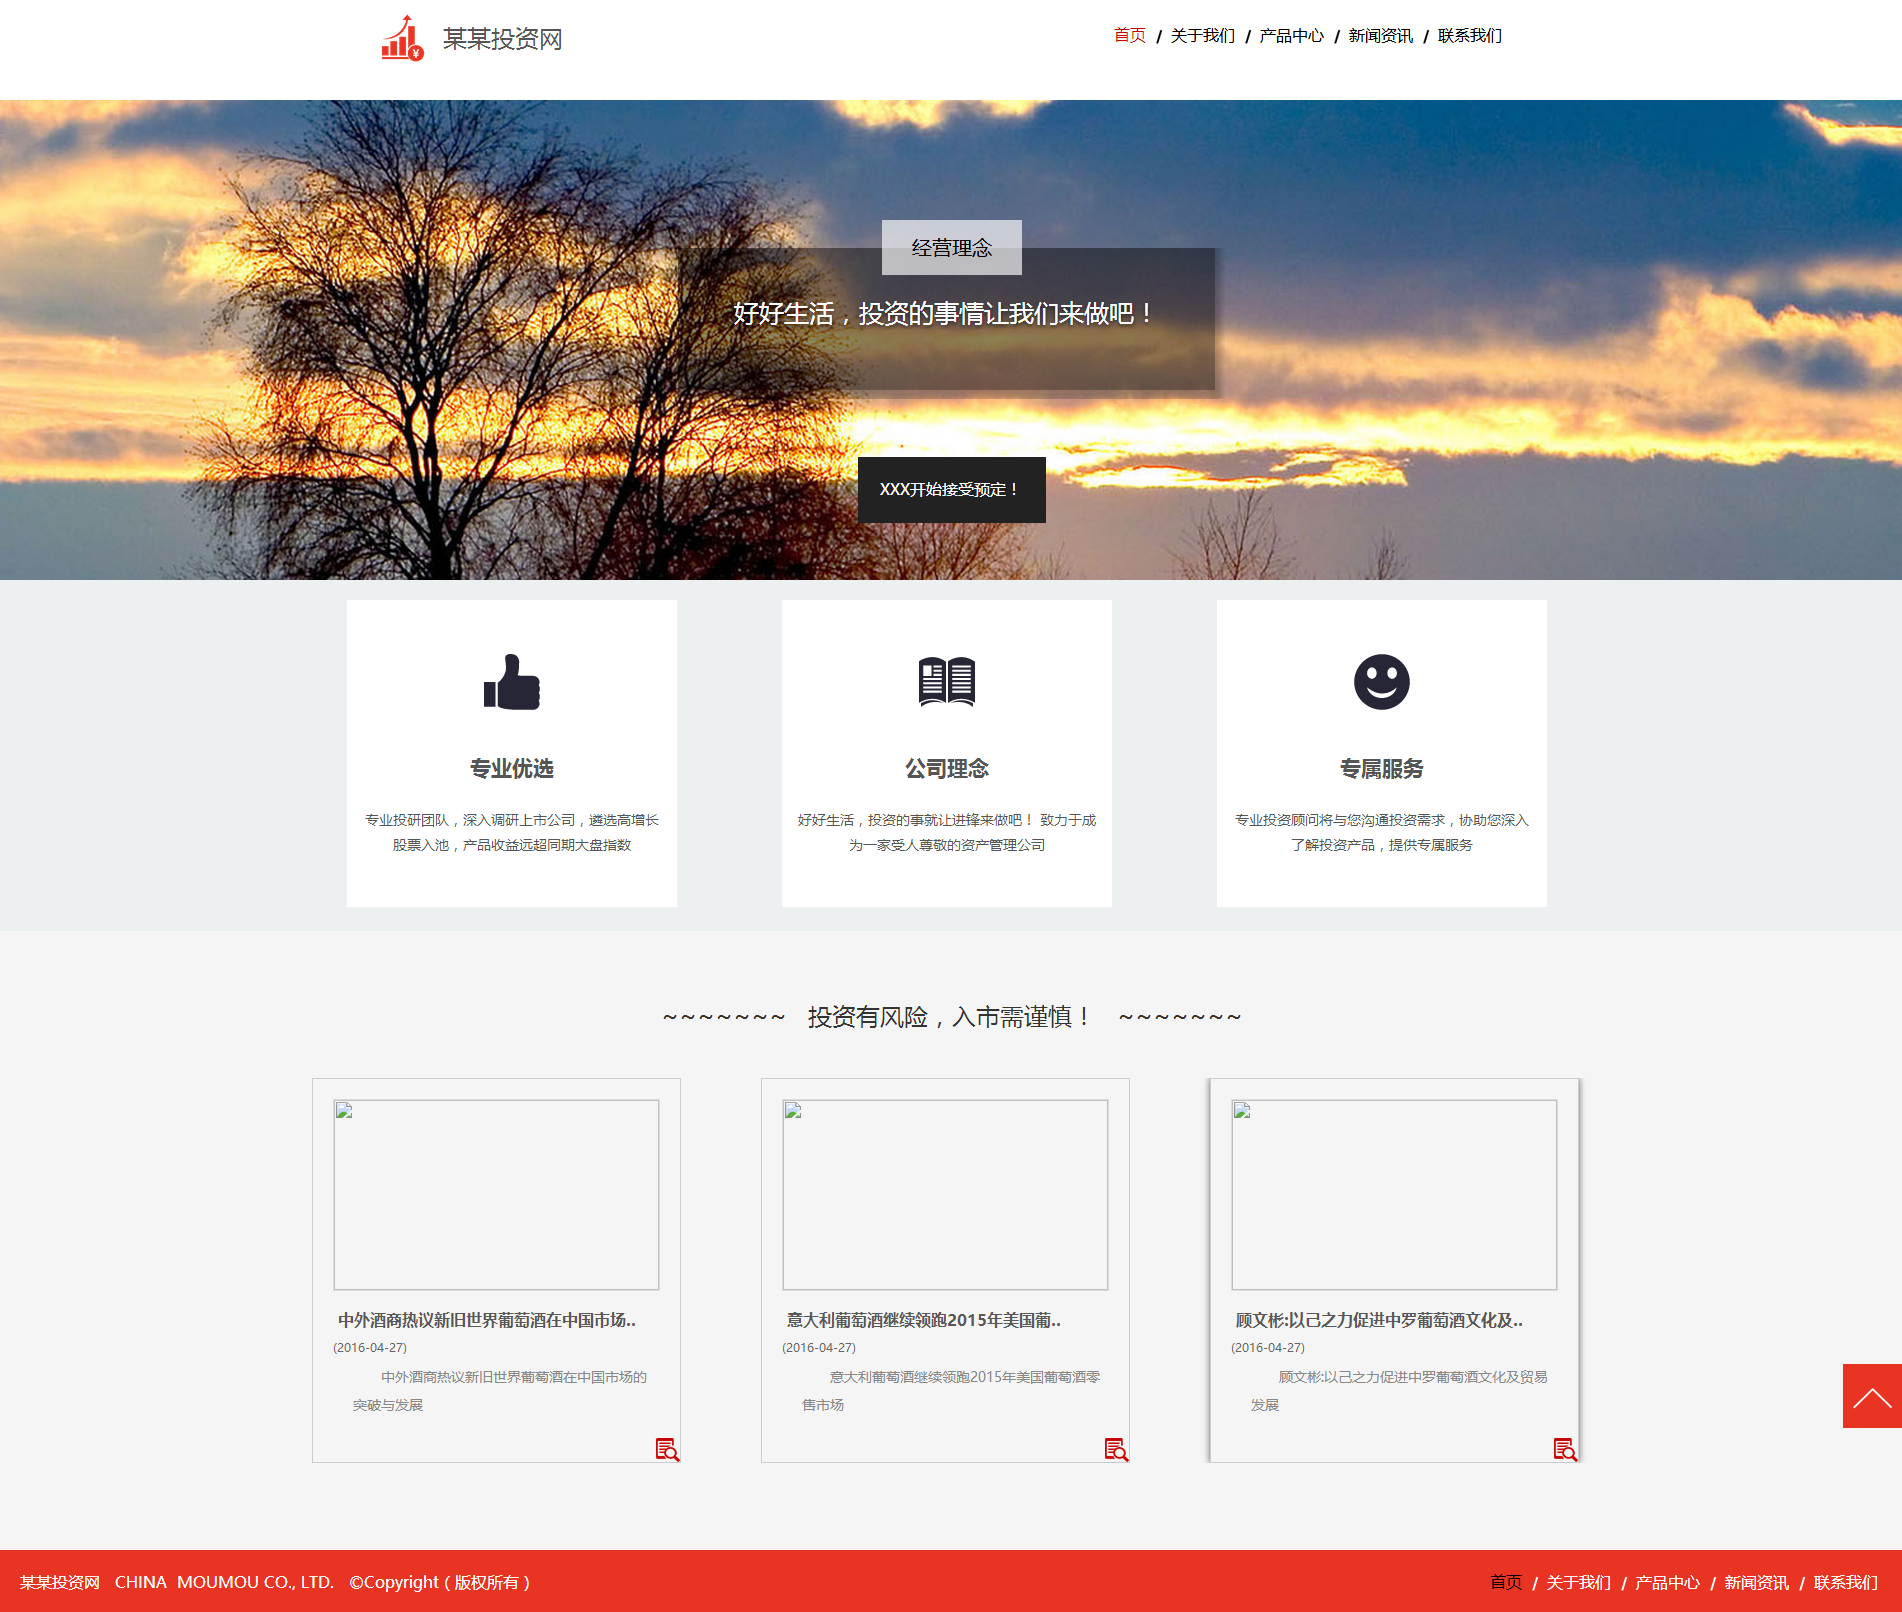 某某投资网
首页 / 关于我们 / 产品中心 / 新闻资讯 / 联系我们
经营理念
好好生活，投资的事情让我们来做吧！
XXX开始接受预定！
专业优选
专业投研团队，深入调研上市公司，遴选高增长
股票入池，产品收益远超同期大盘指数
公司理念
好好生活，投资的事就让进锋来做吧！ 致力于成
为一家受人尊敬的资产管理公司
专属服务
专业投资顾问将与您沟通投资需求，协助您深入
了解投资产品，提供专属服务
~~~~~~~ 投资有风险，入市需谨慎！ ~~~~~~~
中外酒商热议新旧世界葡萄酒在中国市场..
(2016-04-27)
中外酒商热议新旧世界葡萄酒在中国市场的
突破与发展
意大利葡萄酒继续领跑2015年美国葡..
(2016-04-27)
意大利葡萄酒继续领跑2015年美国葡萄酒零
售市场
顾文彬:以己之力促进中罗葡萄酒文化及..
(2016-04-27)
顾文彬:以己之力促进中罗葡萄酒文化及贸易
发展
某某投资网 CHINA MOUMOU CO., LTD. ©Copyright ( 版权所有 )
首页 / 关于我们 / 产品中心 / 新闻资讯 / 联系我们